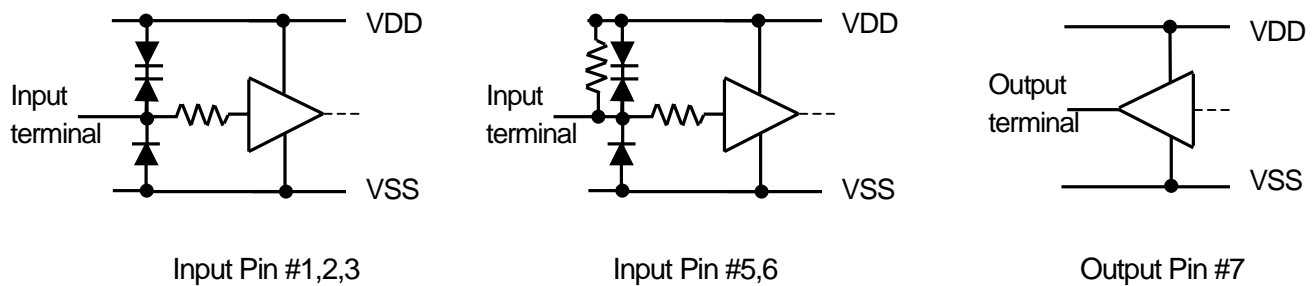 VDD
Input
terminal
VSS
Input Pin #1,2,3
VDD
Input
terminal
VSS
Input Pin #5,6
VDD
Output
terminal
VSS
Output Pin #7